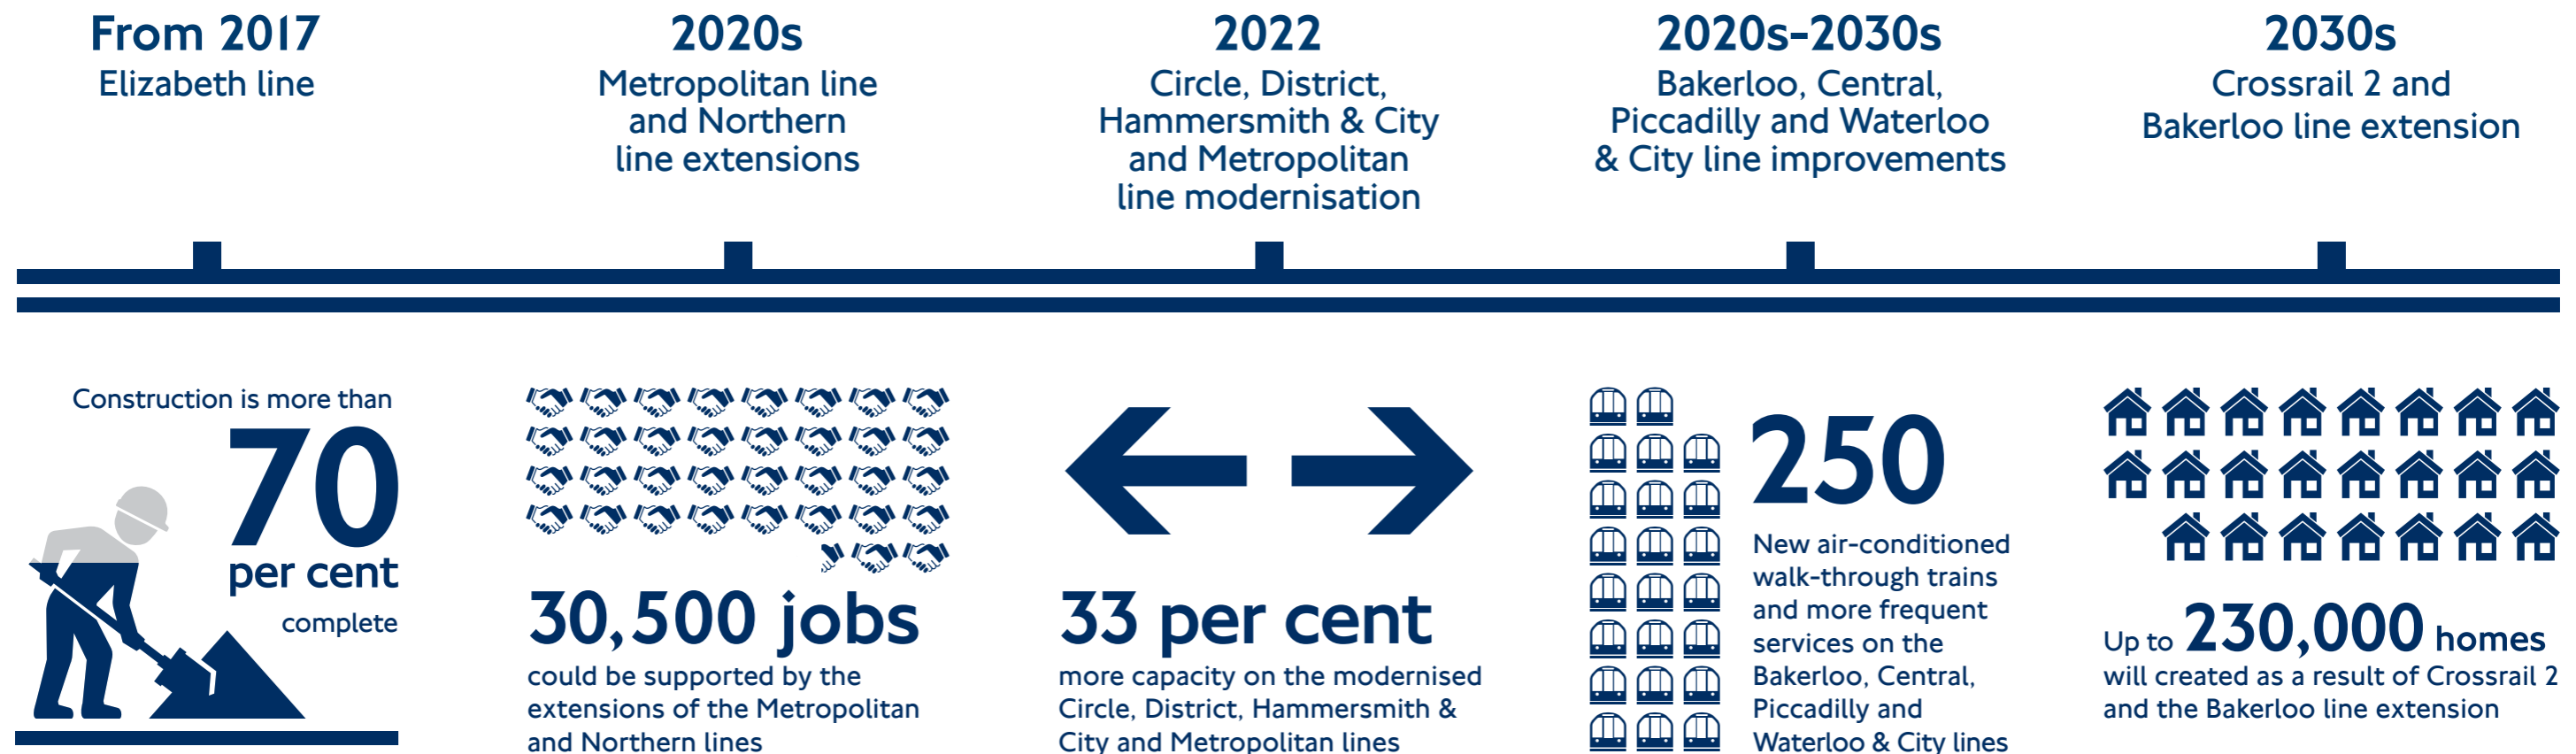 From 2017
Elizabeth line
2020s
Metropolitan line
and Northern
line extensions
2022
Circle, District,
Hammersmith & City
and Metropolitan
line modernisation
2020s-2030s
Bakerloo, Central,
Piccadilly and Waterloo
& City line improvements
2030s
Crossrail 2 and
Bakerloo line extension
Construction is more than
70
per cent
complete
30,500 jobs
could be supported by the
extensions of the Metropolitan
and Northern lines
33 per cent
more capacity on the modernised
Circle, District, Hammersmith &
City and Metropolitan lines
250
New air-conditioned
walk-through trains
and more frequent
services on the
Bakerloo, Central,
Piccadilly and
Waterloo & City lines
Up to 230,000 homes
will created as a result of Crossrail 2
and the Bakerloo line extension